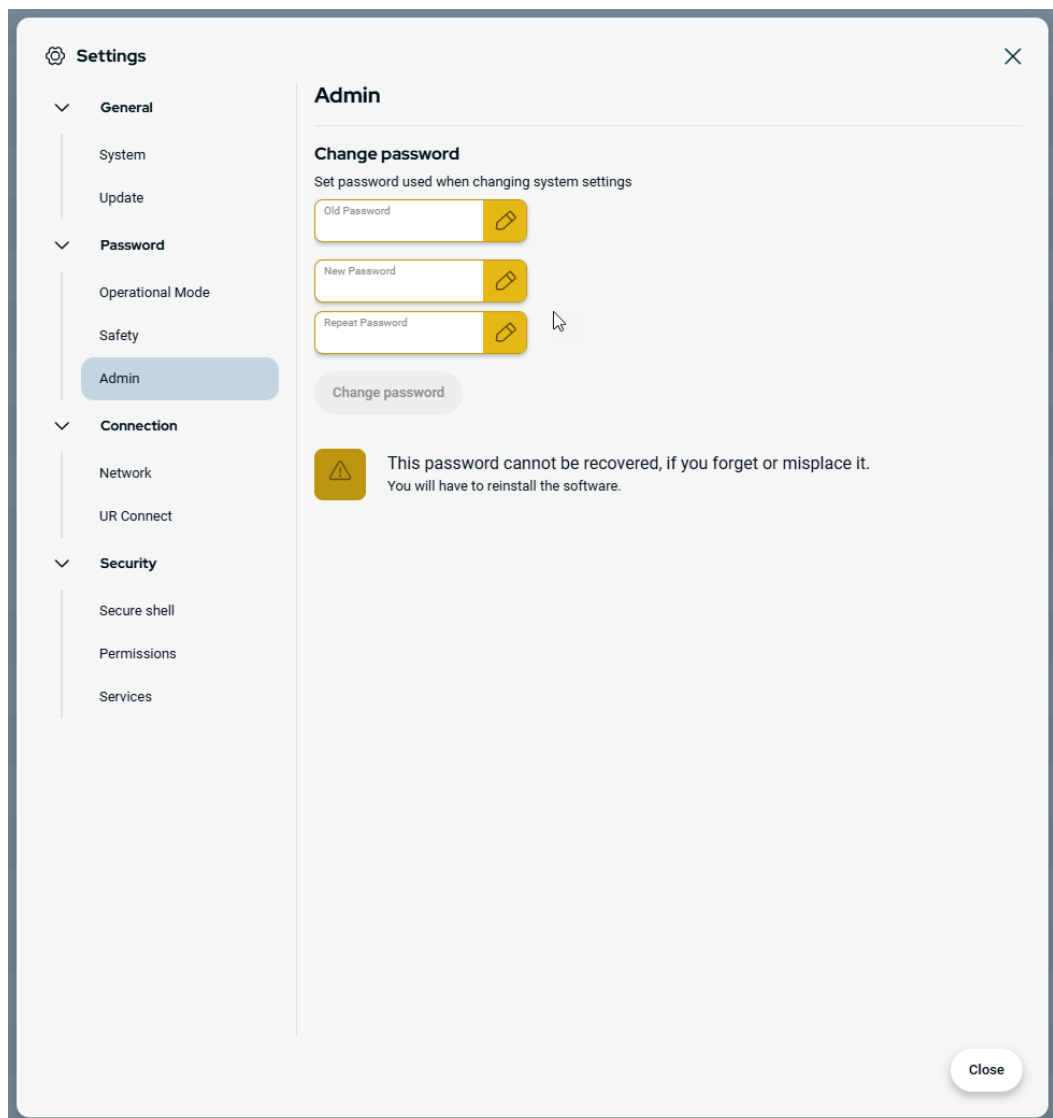 Settings
General
System
Update
Password
Operational Mode
Safety
Admin
Connection
Network
UR Connect
Security
Secure shell
Permissions
Services
Admin
Change password
Set password used when changing system settings
Old Password
New Password
Repeat Password
Change password
This password cannot be recovered, if you forget or misplace it.
You will have to reinstall the software.
Close